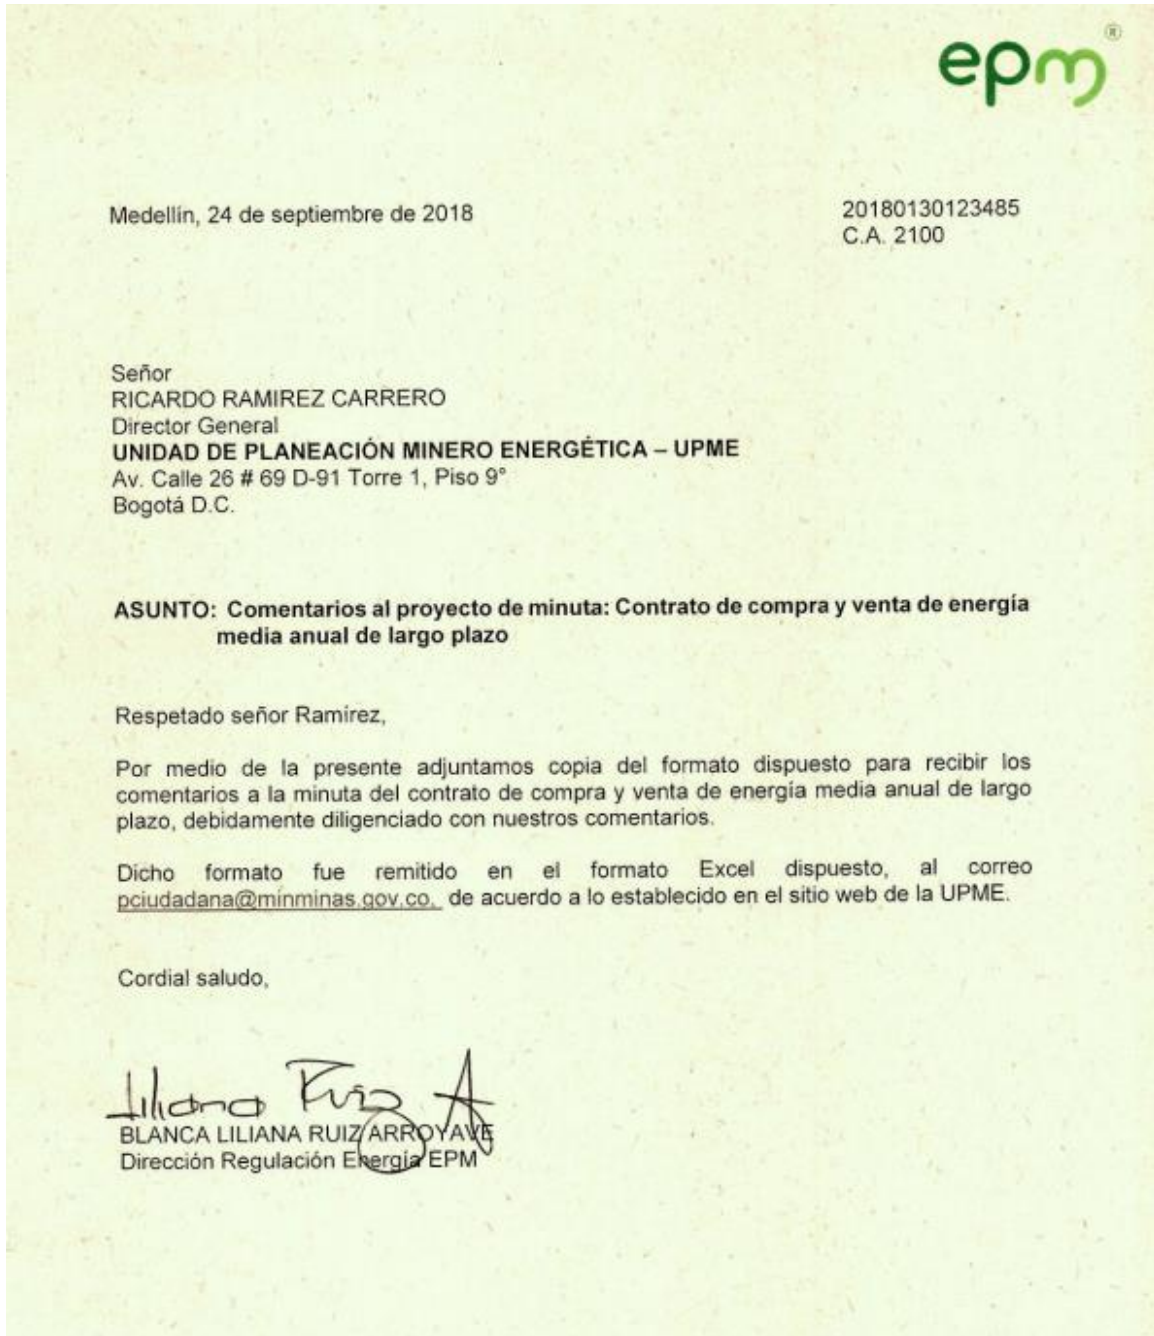 epm ®
Medellín, 24 de septiembre de 2018
20180130123485
C.A. 2100
Señor
RICARDO RAMIREZ CARRERO
Director General
UNIDAD DE PLANEACIÓN MINERO ENERGÉTICA – UPME
Av. Calle 26 # 69 D-91 Torre 1, Piso 9°
Bogotá D.C.
ASUNTO: Comentarios al proyecto de minuta: Contrato de compra y venta de energía
media anual de largo plazo
Respetado señor Ramírez,
Por medio de la presente adjuntamos copia del formato dispuesto para recibir los
comentarios a la minuta del contrato de compra y venta de energía media anual de largo
plazo, debidamente diligenciado con nuestros comentarios.
Dicho formato fue remitido en el formato Excel dispuesto, al correo
pciudadana@minminas.gov.co, de acuerdo a lo establecido en el sitio web de la UPME.
Cordial saludo,
Liliana Ruiz A
BLANCA LILIANA RUIZ ARROYAVE
Dirección Regulación Energía EPM